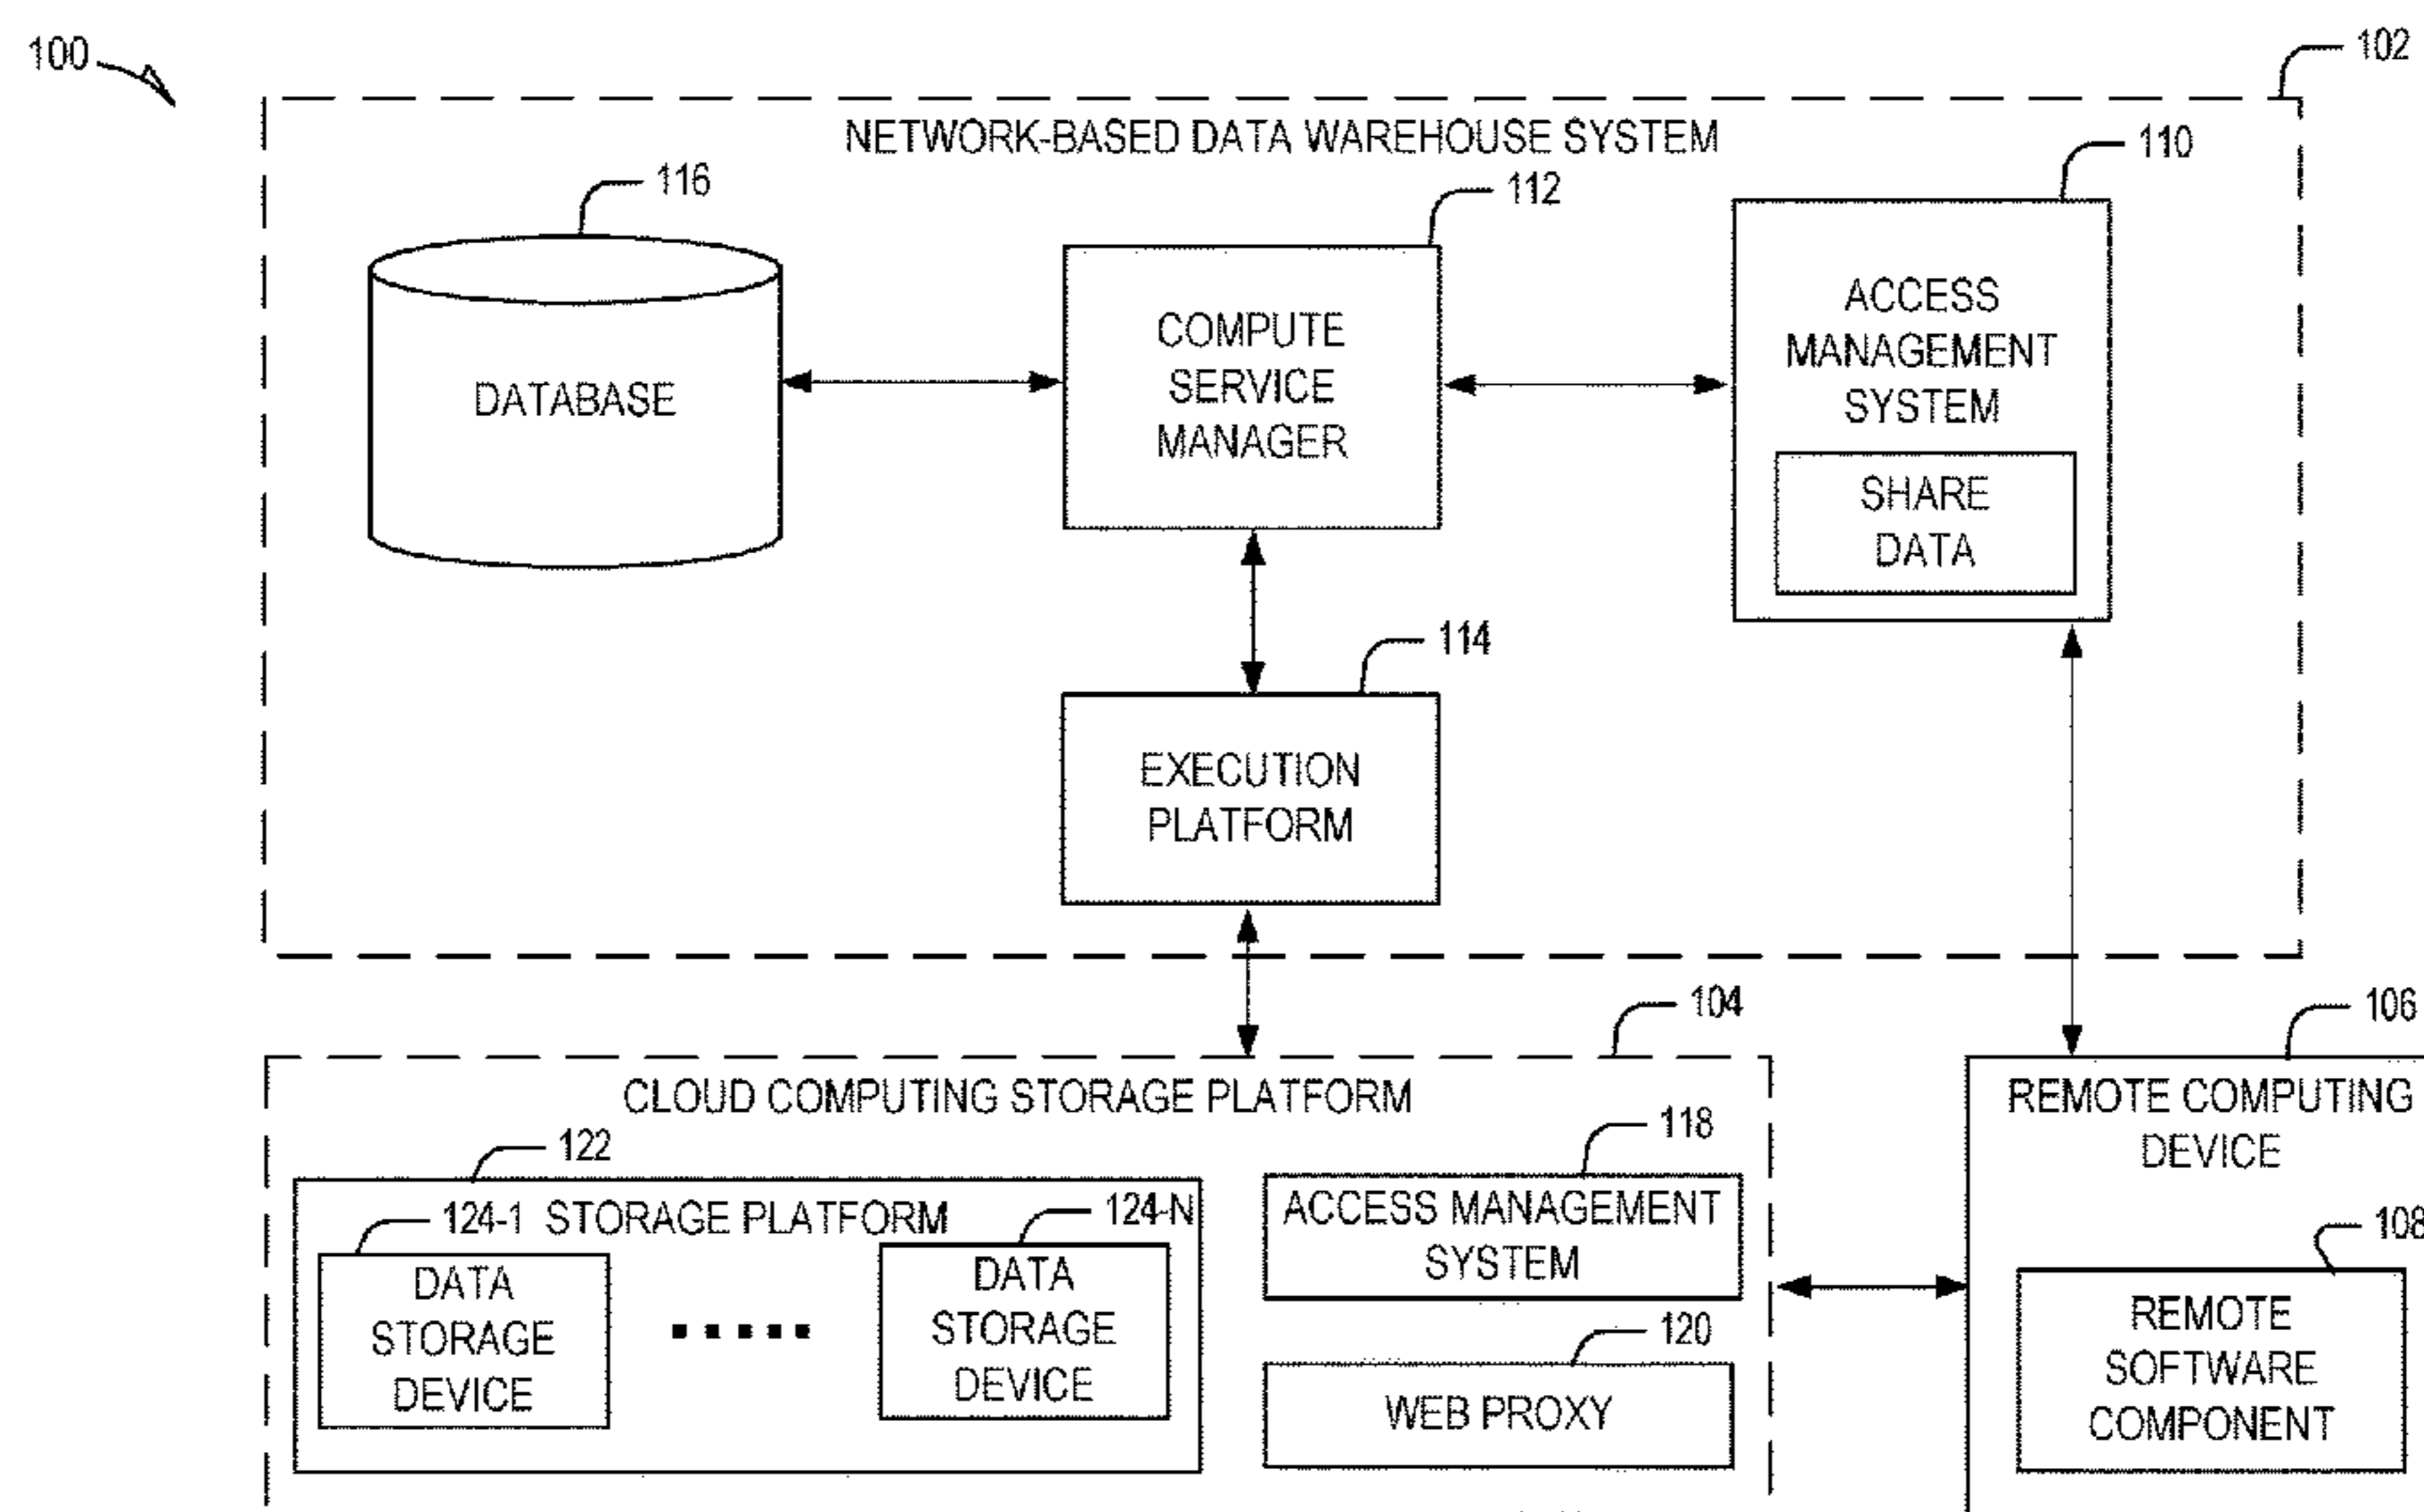 100
102
NETWORK-BASED DATA WAREHOUSE SYSTEM
110
116
112
ACCESS
MANAGEMENT
SYSTEM
COMPUTE
SERVICE
MANAGER
DATABASE
SHARE
DATA
114
EXECUTION
PLATFORM
104
106
CLOUD COMPUTING STORAGE PLATFORM
REMOTE COMPUTING
DEVICE
122
118
124-1 STORAGE PLATFORM
124-N
ACCESS MANAGEMENT
SYSTEM
DATA
STORAGE
DEVICE
DATA
STORAGE
DEVICE
108
120
WEB PROXY
REMOTE
SOFTWARE
COMPONENT